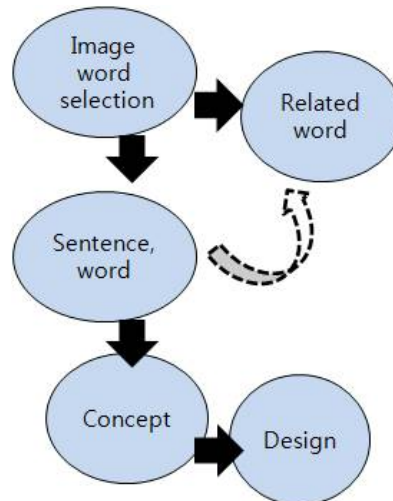 Image
word
selection
Related
word
Sentence,
word
Concept
Design